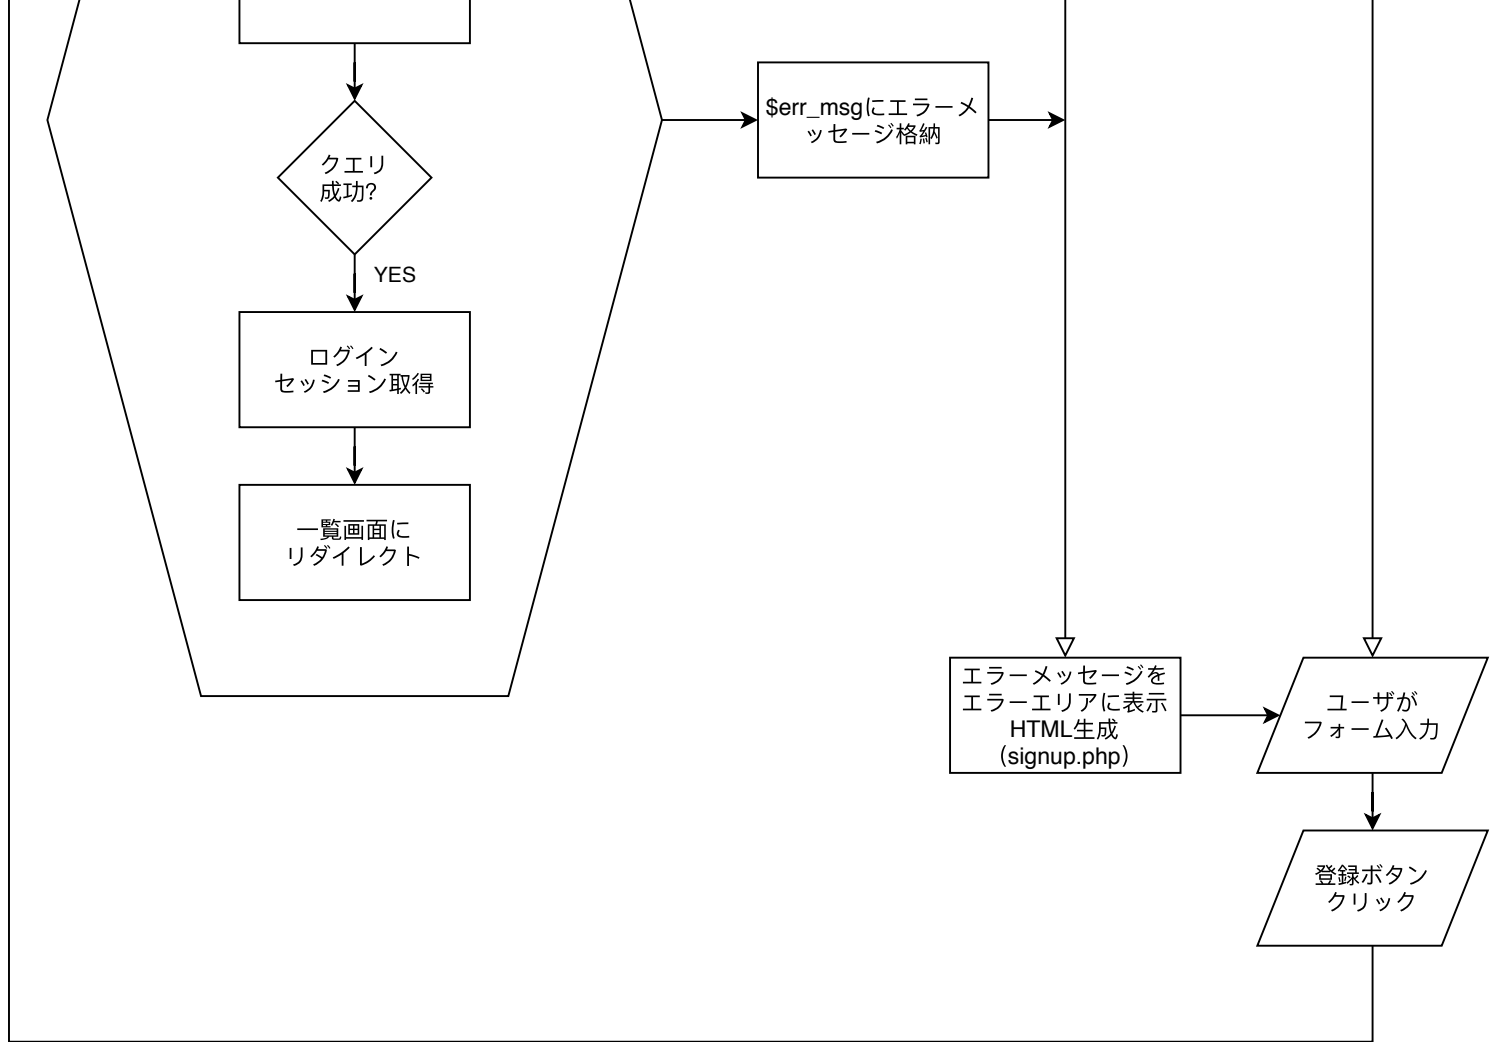 $err_msgにエラーメ
ッセージ格納
クエリ
成功?
YES
ログイン
セッション取得
一覧画面に
リダイレクト
エラーメッセージを
エラーエリアに表示
HTML生成
（signup.php）
ユーザが
フォーム入力
登録ボタン
クリック